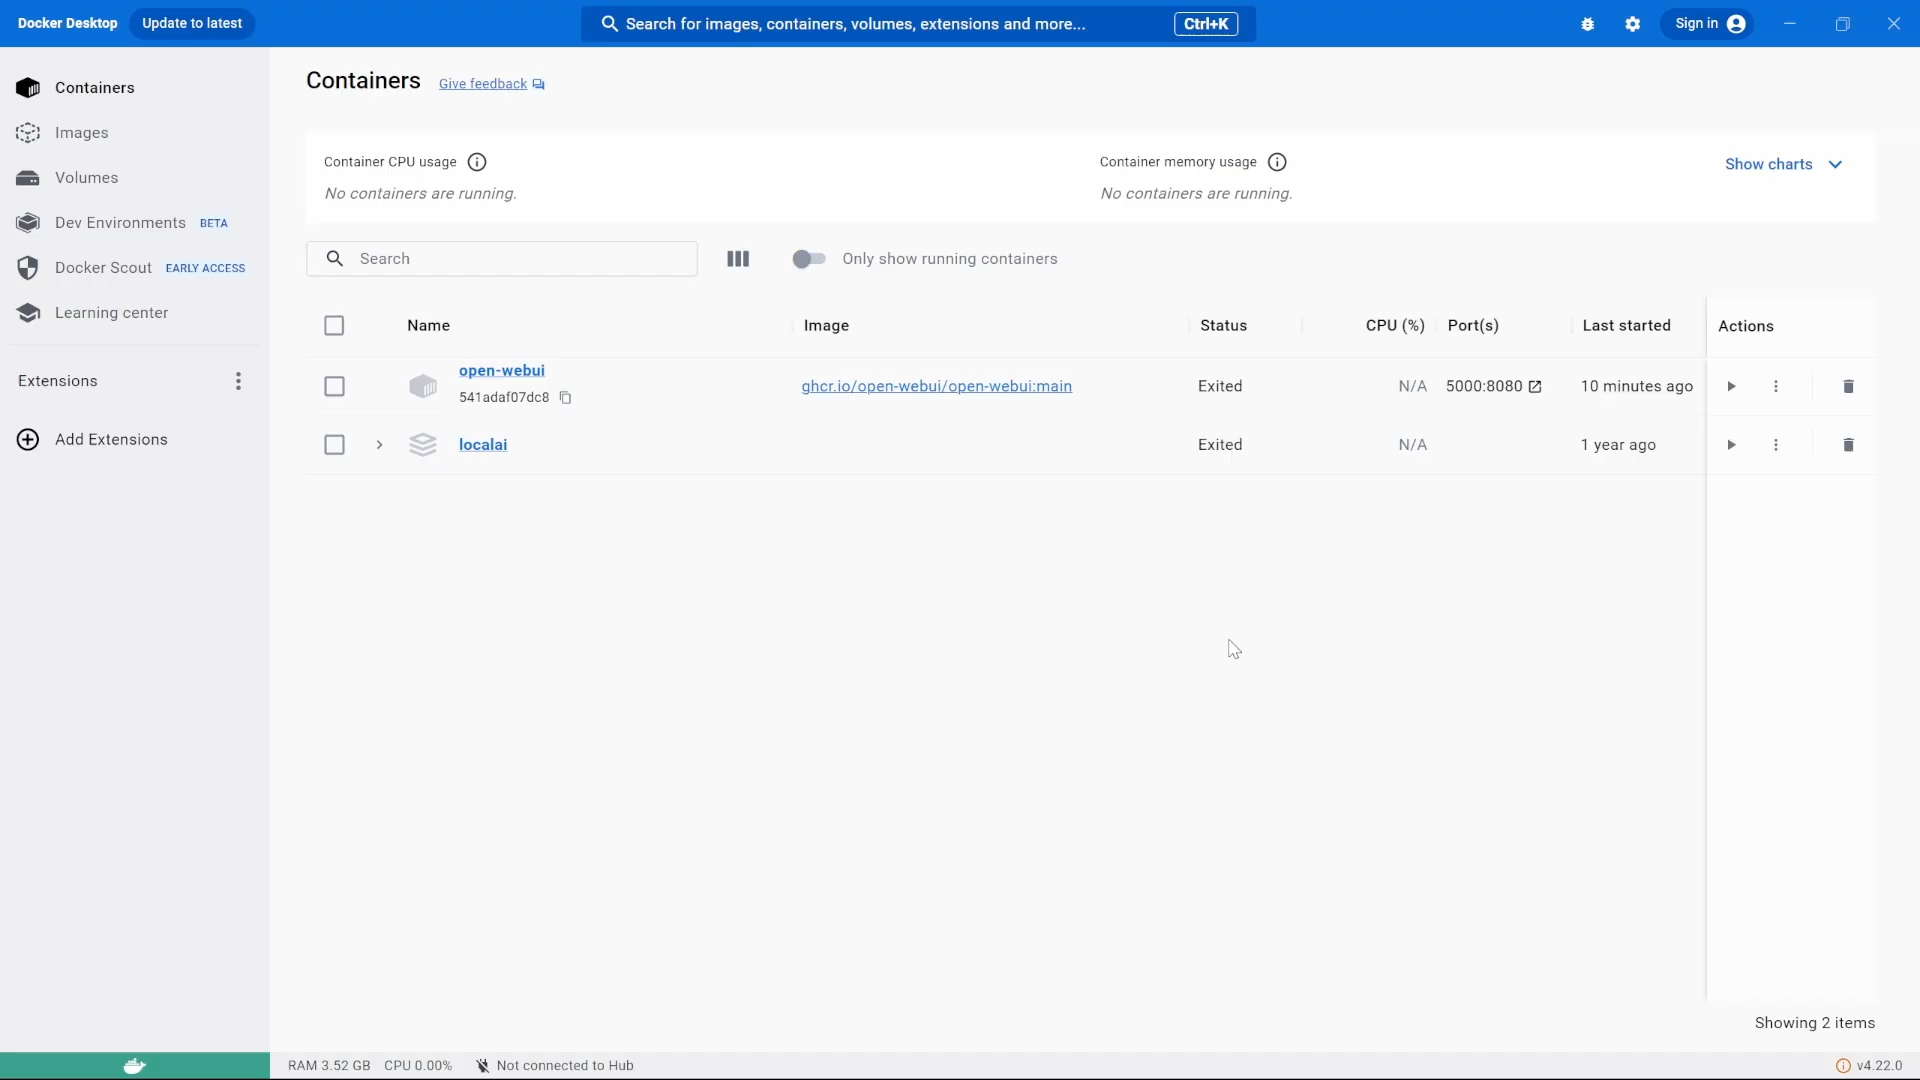 Docker Desktop
Update to latest
Search for images, containers, volumes, extensions and more...
Ctrl+K
Sign in
Containers
Images
Volumes
Dev Environments BETA
Docker Scout EARLY ACCESS
Learning center
Extensions
Add Extensions
Containers
Give feedback
Container CPU usage
No containers are running.
Container memory usage
No containers are running.
Show charts
Search
Only show running containers
Name Image Status CPU (%) Port(s) Last started Actions
open-webui
541adaf07dc8
ghcr.io/open-webui/open-webui:main Exited N/A 5000:8080 10 minutes ago
localai Exited N/A 1 year ago
Showing 2 items
RAM 3.52 GB CPU 0.00% Not connected to Hub
v4.22.0